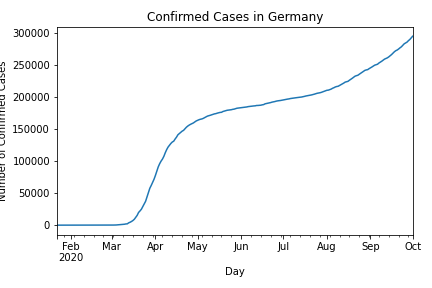 Confirmed Cases in Germany
Number of Confirmed Cases
300000
250000
200000
150000
100000
50000
0
Feb Mar Apr May Jun Jul Aug Sep Oct
2020
Day